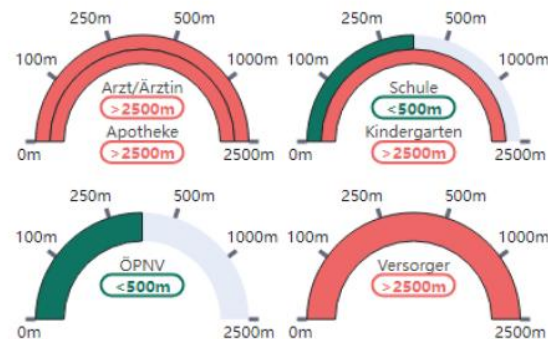 250m 500m
100m 1000m
Arzt/Ärztin
>2500m
Apotheke
>2500m
0m 2500m
250m 500m
100m 1000m
Schule
<500m
Kindergarten
>2500m
0m 2500m
250m 500m
100m 1000m
ÖPNV
<500m
0m 2500m
250m 500m
100m 1000m
Versorger
>2500m
0m 2500m